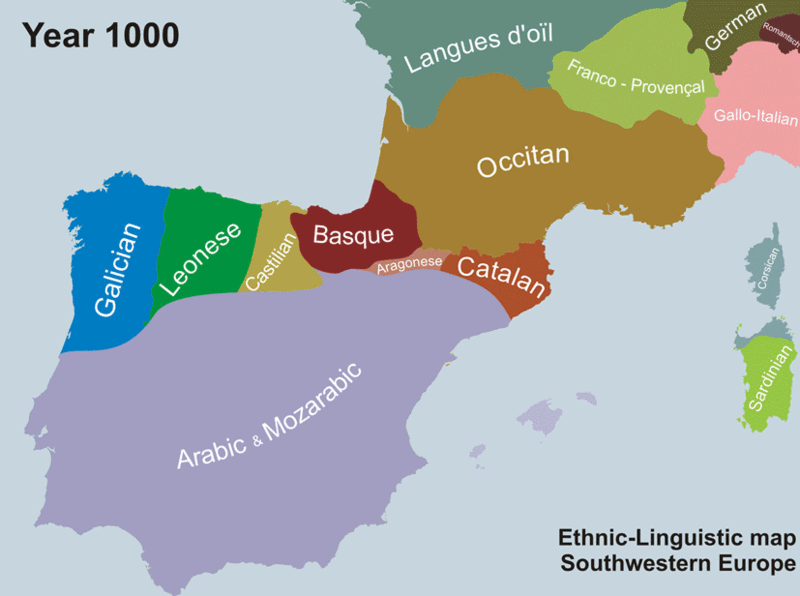 Year 1000
Langues d'oïl
German
Romantsch
Franco - Provençal
Gallo-Italian
Occitan
Galician
Leonese
Castilian
Basque
Aragonese
Catalan
Corsican
Sardinian
Arabic & Mozarabic
Ethnic-Linguistic map
Southwestern Europe